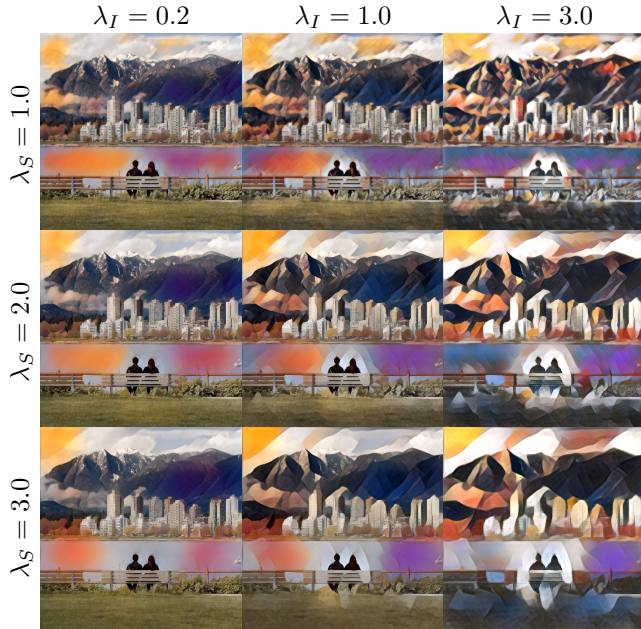 λ_I = 0.2 λ_I = 1.0 λ_I = 3.0
λ_S = 1.0
λ_S = 2.0
λ_S = 3.0